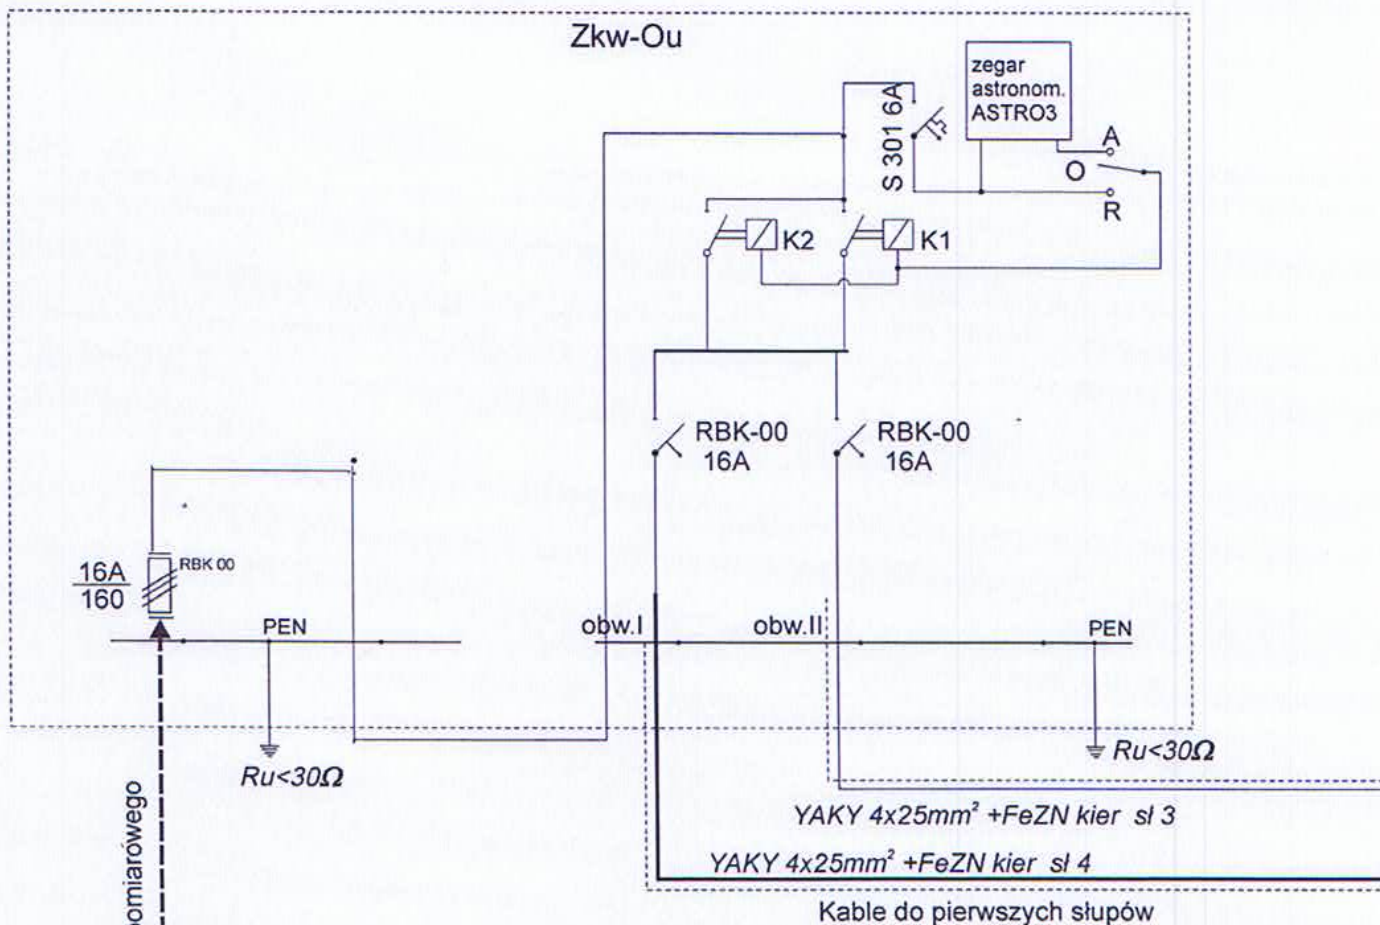 Zkw-Ou
zegar
astronom.
ASTRO3
S 301 6A
A
O
R
K2
K1
RBK-00
16A
RBK-00
16A
RBK 00
16A
160
PEN
obw.I
obw.II
PEN
Ru<30Ω
Ru<30Ω
YAKY 4x25mm² +FeZN kier sł 3
YAKY 4x25mm² +FeZN kier sł 4
Kable do pierwszych słupów
pomiarowego